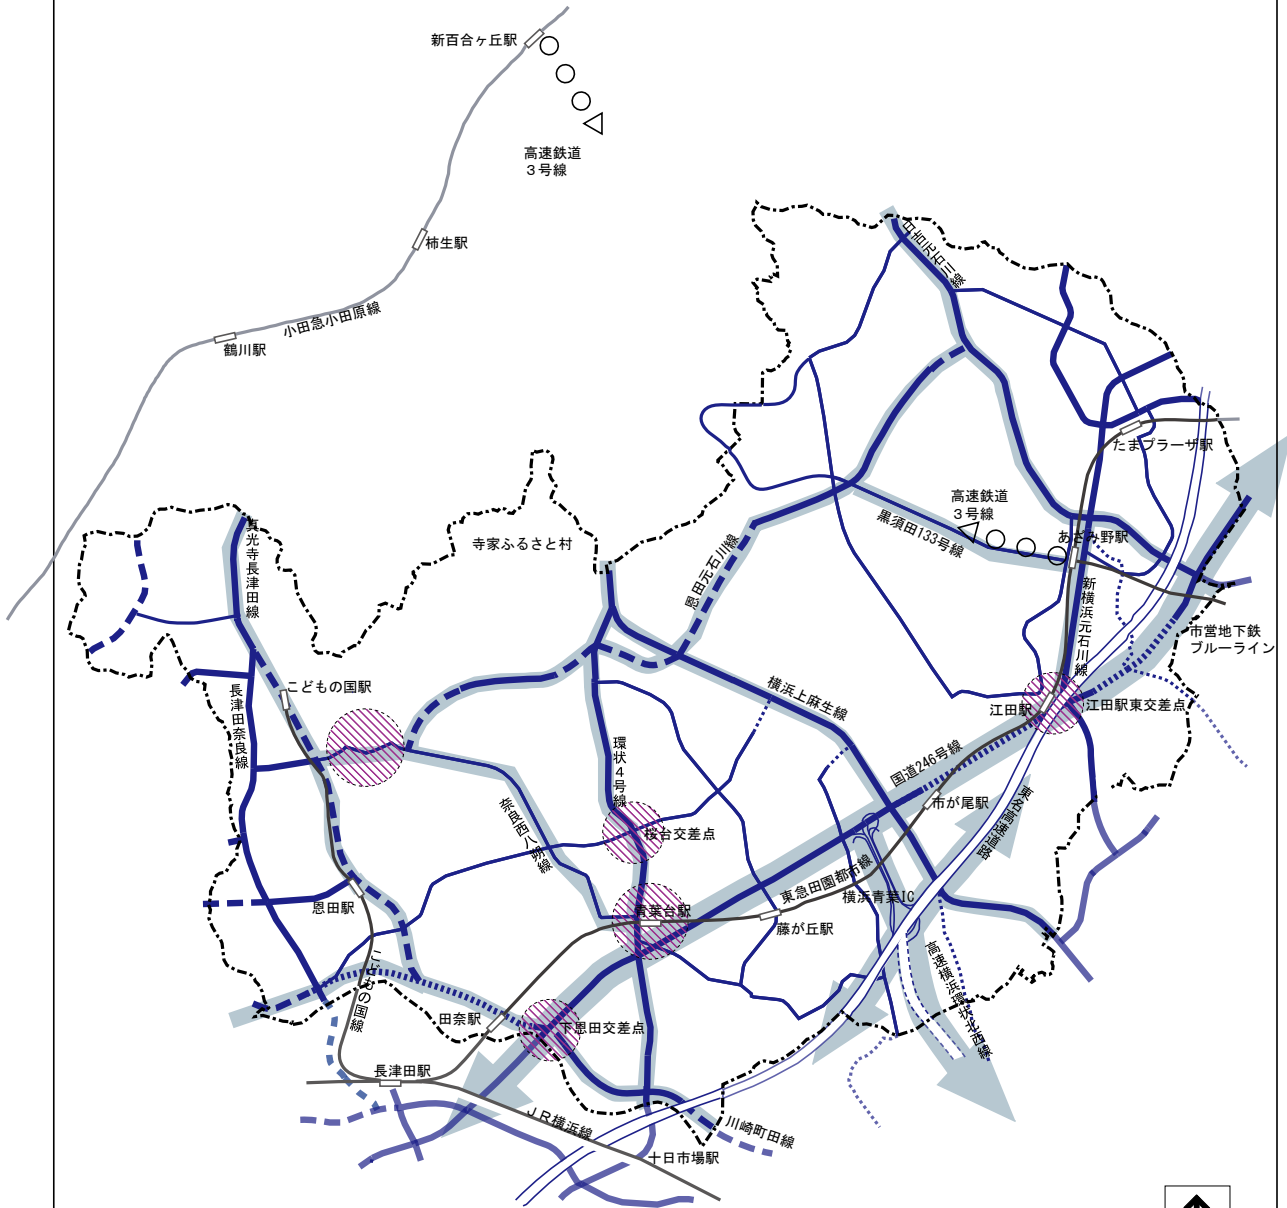 新百合ヶ丘駅
高速鉄道
３号線
柿生駅
小田急小田原線
鶴川駅
日吉元石川線
たまプラーザ駅
高速鉄道
３号線
黒須田133号線
あざみ野駅
真光寺長津田線
寺家ふるさと村
恩田元石川線
新横浜元石川線
市営地下鉄
ブルーライン
こどもの国駅
長津田奈良線
横浜上麻生線
江田駅
江田駅東交差点
環状４号線
国道246号線
市が尾駅
東名高速道路
奈良西八朔線
桜台交差点
東急田園都市線
横浜青葉IC
恩田駅
青葉台駅
藤が丘駅
こどもの国線
高速横浜環状北西線
田奈駅
下恩田交差点
長津田駅
ＪＲ横浜線
川崎町田線
十日市場駅